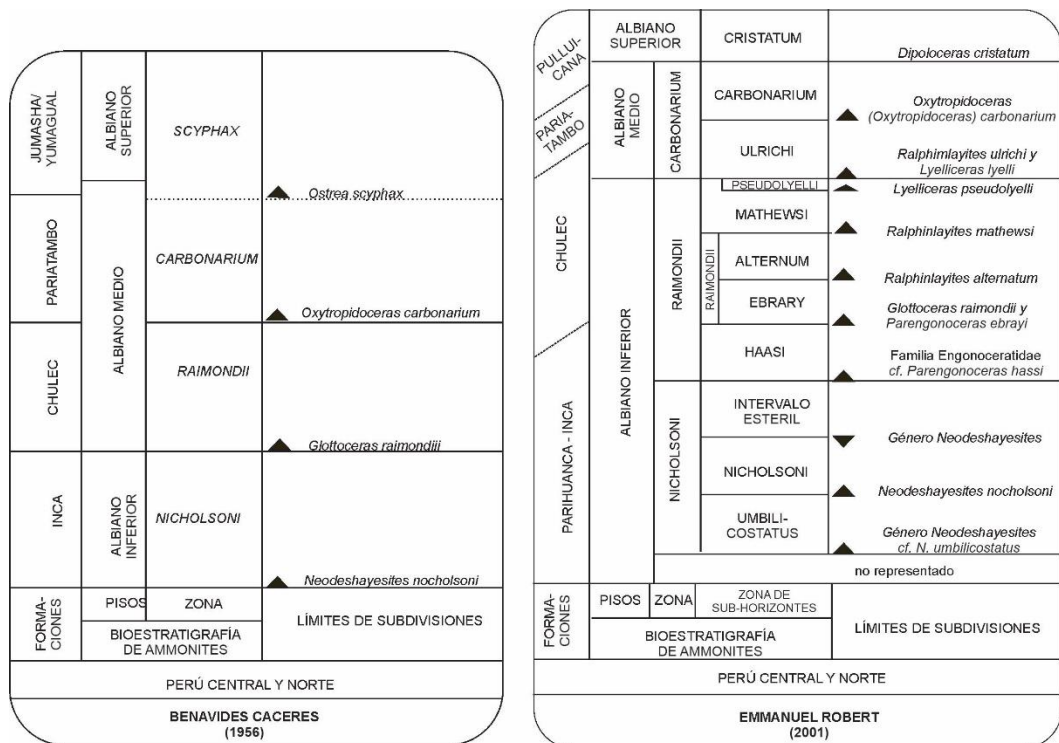 JUMASHA/
YUMAGUAL
ALBIANO
SUPERIOR
SCYPHAX
Ostrea scyphax
PARIATAMBO
ALBIANO MEDIO
CARBONARIUM
Oxytropidoceras carbonarium
CHULEC
RAIMONDII
Glottoceras raimondiii
INCA
ALBIANO
INFERIOR
NICHOLSONI
Neodeshayesites nocholsoni
FORMA-
CIONES
PISOS
ZONA
BIOESTRATIGRAFÍA
DE AMMONITES
LÍMITES DE SUBDIVISIONES
PERÚ CENTRAL Y NORTE
BENAVIDES CACERES
(1956)
PULLUI-
CANA
ALBIANO
SUPERIOR
CRISTATUM
Dipoloceras cristatum
PARIA-
TAMBO
ALBIANO
MEDIO
CARBONARIUM
CARBONARIUM
Oxytropidoceras
(Oxytropidoceras) carbonarium
ULRICHI
Ralphimlayites ulrichi y
Lyelliceras lyelli
CHULEC
ALBIANO INFERIOR
RAIMONDII
PSEUDOLYELLI
Lyelliceras pseudolyelli
MATHEWSI
Ralphinlayites mathewsi
RAIMONDII
ALTERNUM
Ralphinlayites alternatum
EBRARY
Glottoceras raimondii y
Parengonoceras ebrayi
HAASI
Familia Engonoceratidae
cf. Parengonoceras hassi
PARIHUANCA - INCA
NICHOLSONI
INTERVALO
ESTERIL
Género Neodeshayesites
NICHOLSONI
Neodeshayesites nocholsoni
UMBILI-
COSTATUS
Género Neodeshayesites
cf. N. umbilicostatus
no representado
FORMA-
CIONES
PISOS
ZONA
ZONA DE
SUB-HORIZONTES
BIOESTRATIGRAFÍA
DE AMMONITES
LÍMITES DE SUBDIVISIONES
PERÚ CENTRAL Y NORTE
EMMANUEL ROBERT
(2001)